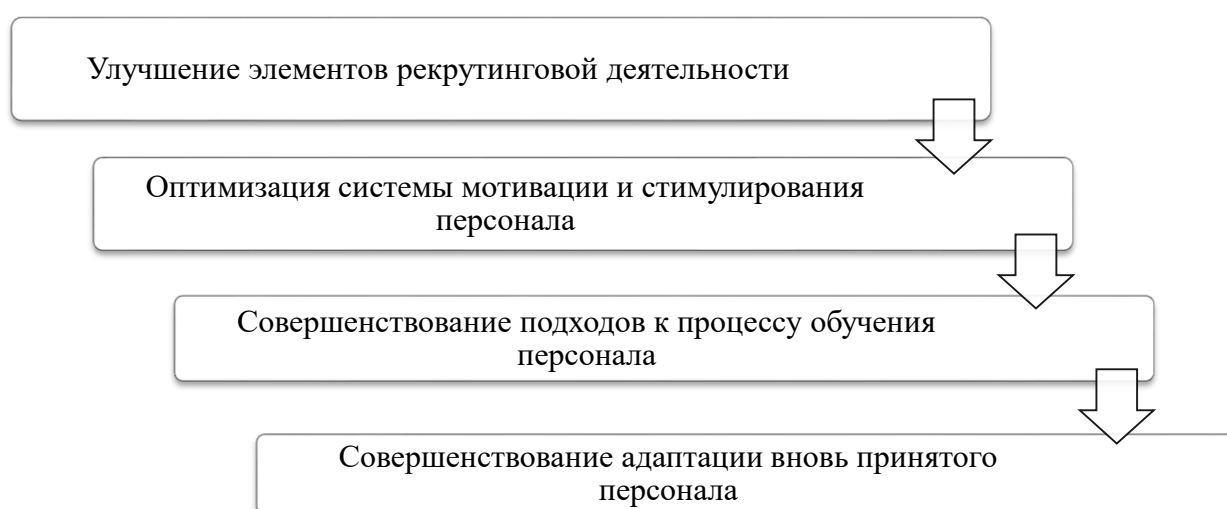 Улучшение элементов рекрутинговой деятельности
Оптимизация системы мотивации и стимулирования
персонала
Совершенствование подходов к процессу обучения
персонала
Совершенствование адаптации вновь принятого
персонала